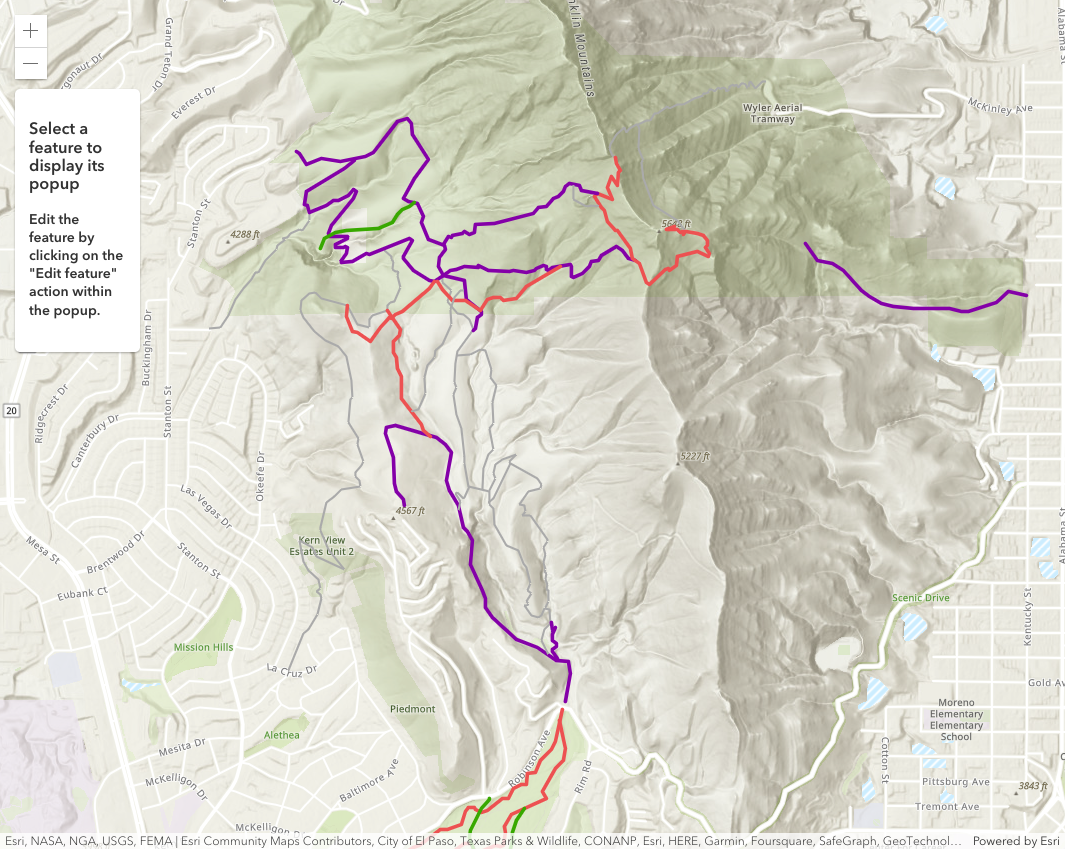 +
−
Select a
feature to
display its
popup
Edit the
feature by
clicking on the
"Edit feature"
action within
the popup.
Grand Teton Dr
Everest Dr
gonaur Dr
Dr
klin Mountains
Wyler Aerial
Tramway
McKinley Ave
Alabama St
Stanton St
4288 ft
5642 ft
Buckingham Dr
20
Ridgecrest Dr
Canterbury Dr
Stanton St
Okeefe Dr
5227 ft
Las Vegas Dr
4567 ft
Mesa St
Brentwood Dr
Kern View
Estates Unit 2
Stanton St
Alabama St
Eubank Ct
Scenic Drive
Kentucky St
Mission Hills
La Cruz Dr
Gold Av
Piedmont
Moreno
Elementary
Elementary
School
Alethea
Mesita Dr
Cotton St
Robinson Ave
Rim Rd
McKelligon Dr
Baltimore Ave
Pittsburg Ave
3843 ft
Tremont Ave
McKelligon D
Esri, NASA, NGA, USGS, FEMA | Esri Community Maps Contributors, City of El Paso, Texas Parks & Wildlife, CONANP, Esri, HERE, Garmin, Foursquare, SafeGraph, GeoTechnol… Powered by Esri